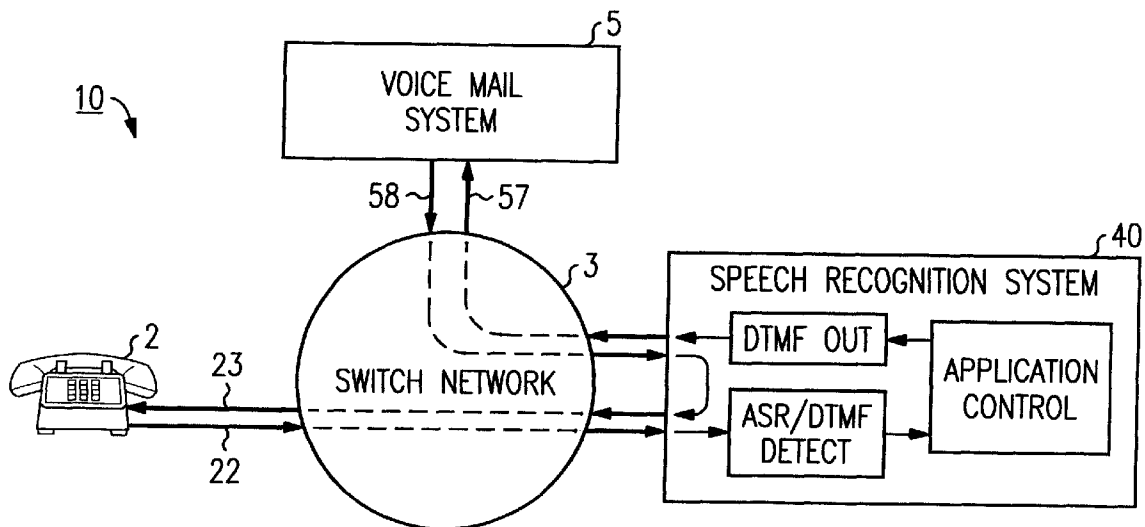 5
VOICE MAIL
SYSTEM
10
58
57
3
40
SPEECH RECOGNITION SYSTEM
DTMF OUT
APPLICATION
CONTROL
2
23
SWITCH NETWORK
ASR/DTMF
DETECT
22